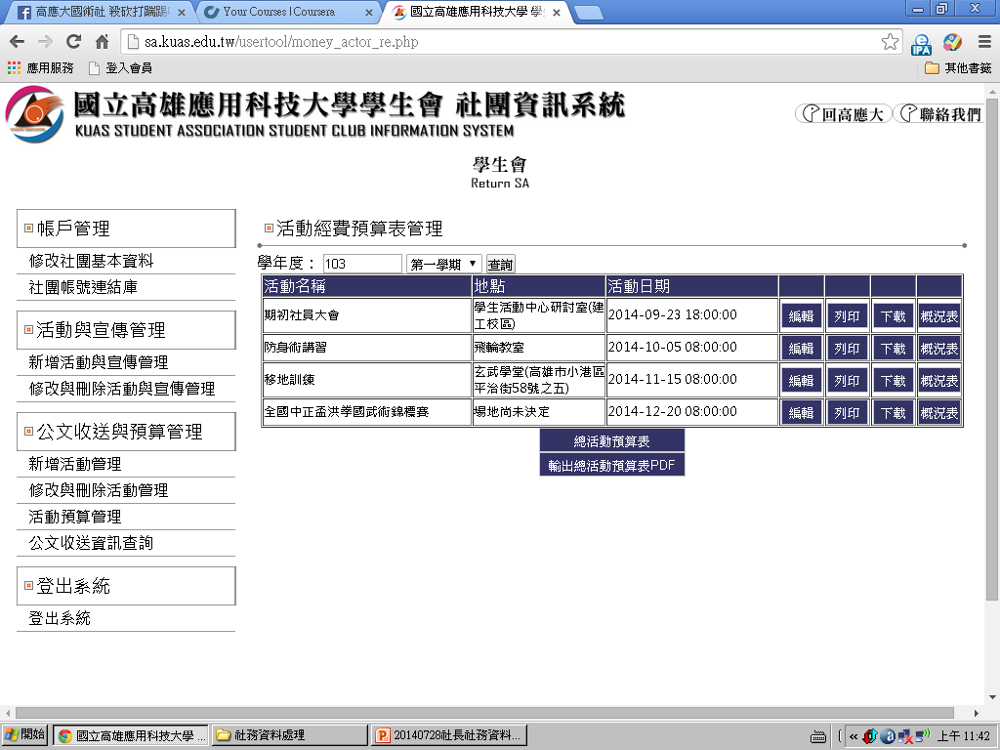 高應大國術社 殺砍打踹踢
Your Courses | Coursera
國立高雄應用科技大學 學
sa.kuas.edu.tw/usertool/money_actor_re.php
應用服務
登入會員
其他書籤
國立高雄應用科技大學學生會 社團資訊系統
KUAS STUDENT ASSOCIATION STUDENT CLUB INFORMATION SYSTEM
回高應大
聯絡我們
學生會
Return SA
帳戶管理
修改社團基本資料
社團帳號連結庫
活動與宣傳管理
新增活動與宣傳管理
修改與刪除活動與宣傳管理
公文收送與預算管理
新增活動管理
修改與刪除活動管理
活動預算管理
公文收送資訊查詢
登出系統
登出系統
活動經費預算表管理
學年度： 103 第一學期 查詢
活動名稱 地點 活動日期
期初社員大會 學生活動中心研討室(建工校區) 2014-09-23 18:00:00 編輯 列印 下載 概況表
防身術講習 飛輪教室 2014-10-05 08:00:00 編輯 列印 下載 概況表
移地訓練 玄武學堂(高雄市小港區平治街58號之五) 2014-11-15 08:00:00 編輯 列印 下載 概況表
全國中正盃洪拳國武術錦標賽 場地尚未決定 2014-12-20 08:00:00 編輯 列印 下載 概況表
總活動預算表
輸出總活動預算表PDF
開始
國立高雄應用科技大學 ...
社務資料處理
20140728社長社務資料...
上午 11:42